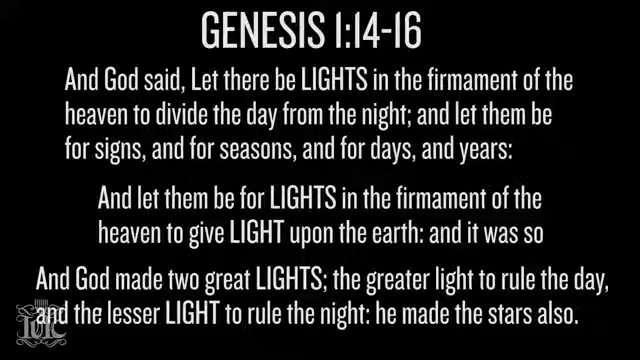 GENESIS 1:14-16
And God said, Let there be LIGHTS in the firmament of the
heaven to divide the day from the night; and let them be
for signs, and for seasons, and for days, and years:
And let them be for LIGHTS in the firmament of the
heaven to give LIGHT upon the earth: and it was so
And God made two great LIGHTS; the greater light to rule the day,
and the lesser LIGHT to rule the night: he made the stars also.